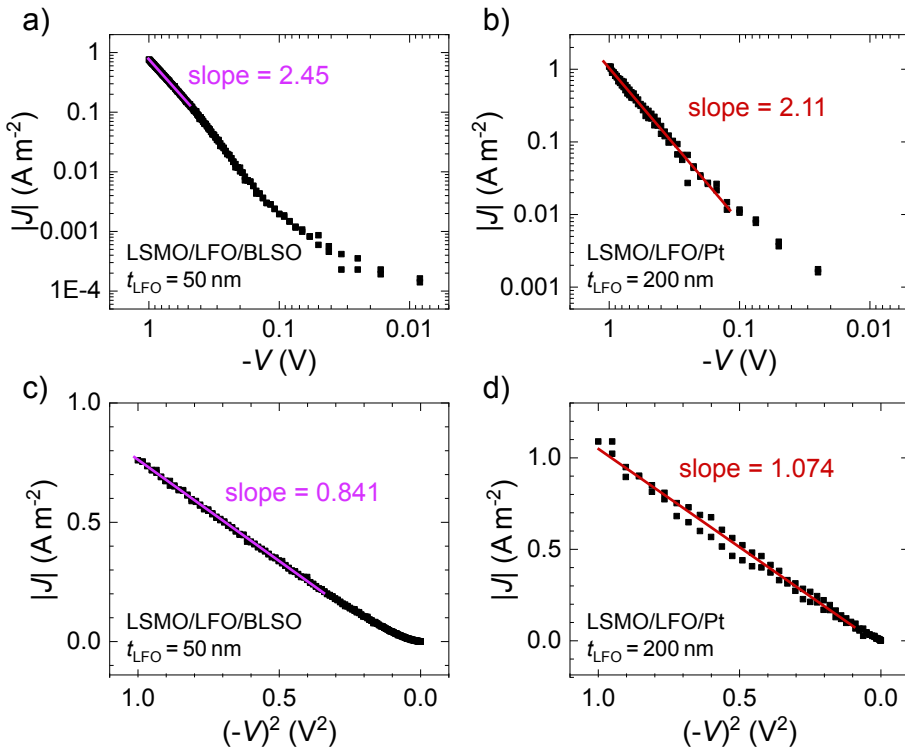 a)
1
0.1
0.01
0.001
1E-4
|J| (A m⁻²)
slope = 2.45
LSMO/LFO/BLSO
t_LFO = 50 nm
1
0.1
0.01
-V (V)
b)
1
0.1
0.01
0.001
|J| (A m⁻²)
slope = 2.11
LSMO/LFO/Pt
t_LFO = 200 nm
1
0.1
0.01
-V (V)
c)
1.0
0.5
0.0
|J| (A m⁻²)
slope = 0.841
LSMO/LFO/BLSO
t_LFO = 50 nm
1.0
0.5
0.0
(-V)² (V²)
d)
1.0
0.5
0.0
|J| (A m⁻²)
slope = 1.074
LSMO/LFO/Pt
t_LFO = 200 nm
1.0
0.5
0.0
(-V)² (V²)